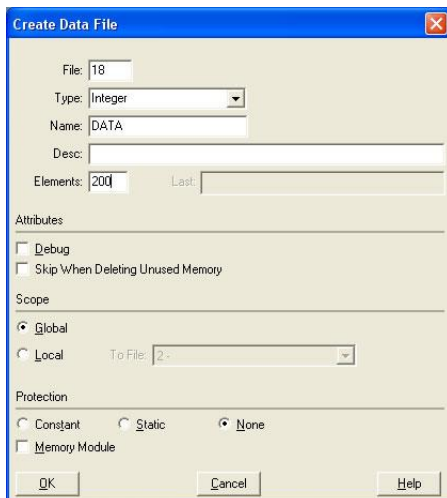 Create Data File
File: 18
Type: Integer
Name: DATA
Desc:
Elements: 200 Last:
Attributes
Debug
Skip When Deleting Unused Memory
Scope
Global
Local To File: 2 -
Protection
Constant Static None
Memory Module
OK Cancel Help